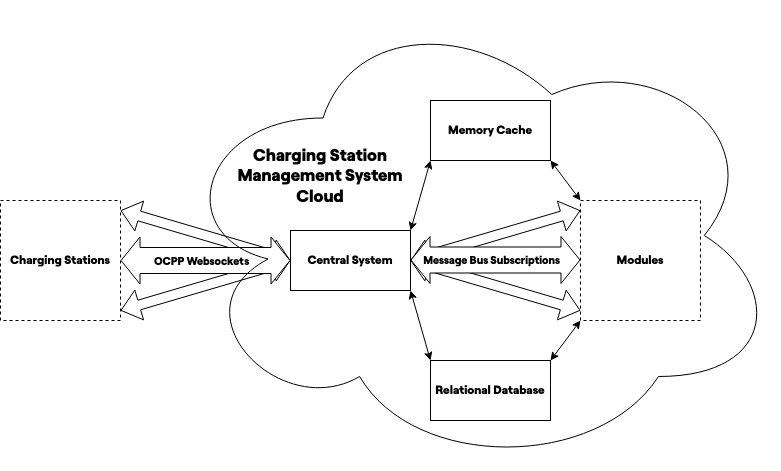 Memory Cache
Charging Station
Management System
Cloud
Charging Stations
OCPP Websockets
Central System
Message Bus Subscriptions
Modules
Relational Database